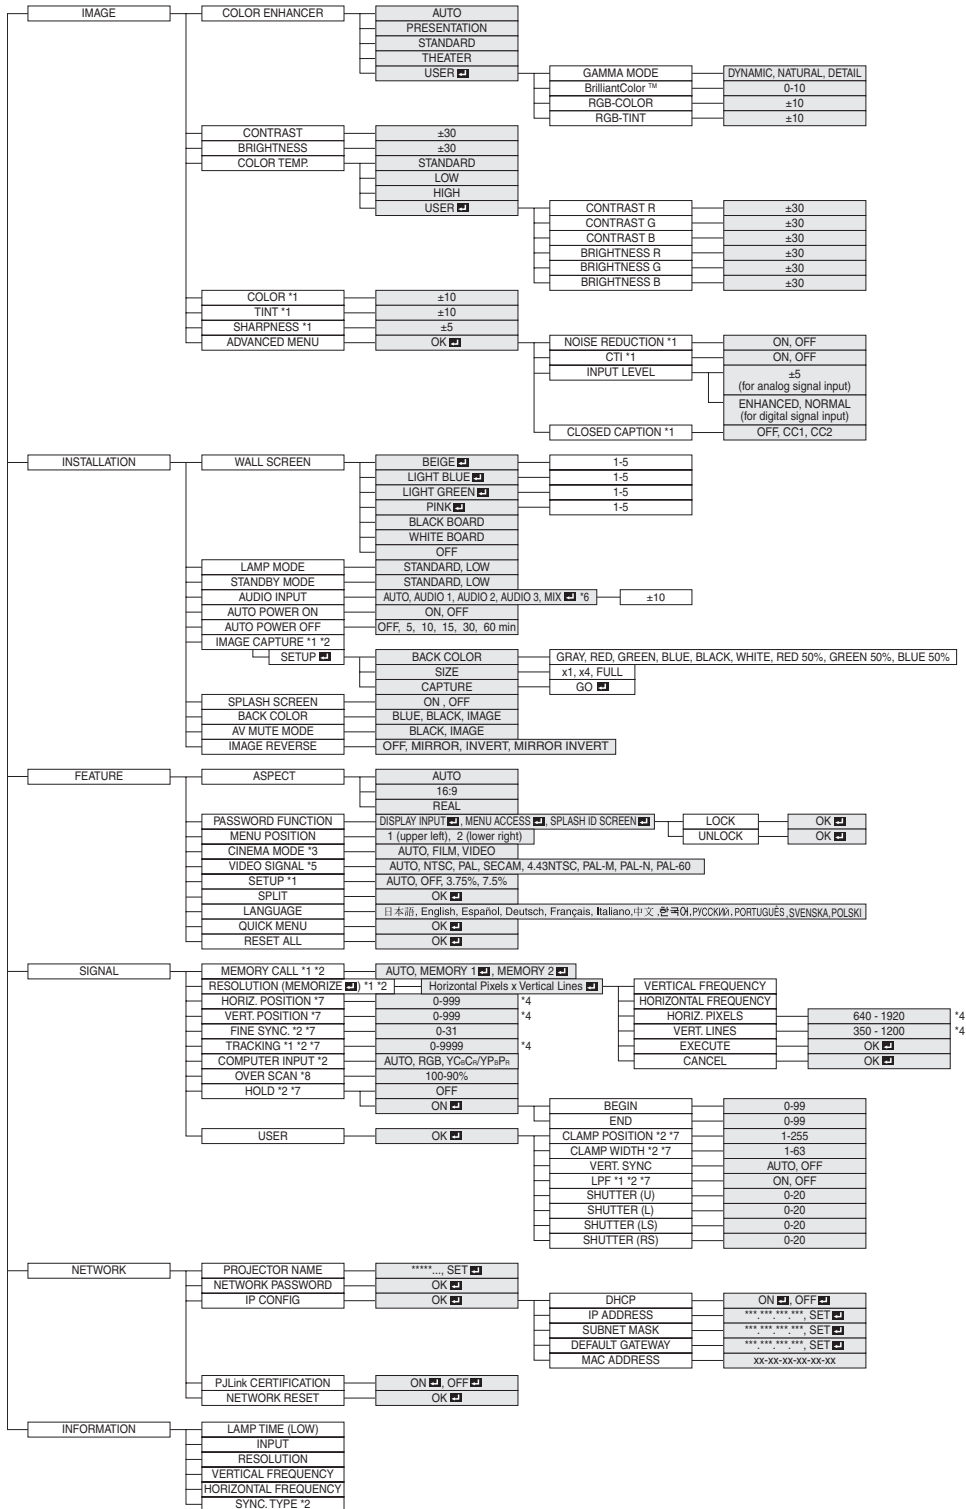 IMAGE COLOR ENHANCER AUTO
PRESENTATION
STANDARD
THEATER
USER GAMMA MODE DYNAMIC, NATURAL, DETAIL
BrilliantColor ™ 0-10
RGB-COLOR ±10
RGB-TINT ±10
CONTRAST ±30
BRIGHTNESS ±30
COLOR TEMP. STANDARD
LOW
HIGH
USER CONTRAST R ±30
CONTRAST G ±30
CONTRAST B ±30
BRIGHTNESS R ±30
BRIGHTNESS G ±30
BRIGHTNESS B ±30
COLOR *1 ±10
TINT *1 ±10
SHARPNESS *1 ±5
ADVANCED MENU OK NOISE REDUCTION *1 ON, OFF
CTI *1 ON, OFF
INPUT LEVEL ±5
(for analog signal input)
ENHANCED, NORMAL
(for digital signal input)
CLOSED CAPTION *1 OFF, CC1, CC2
INSTALLATION WALL SCREEN BEIGE 1-5
LIGHT BLUE 1-5
LIGHT GREEN 1-5
PINK 1-5
BLACK BOARD
WHITE BOARD
OFF
LAMP MODE STANDARD, LOW
STANDBY MODE STANDARD, LOW
AUDIO INPUT AUTO, AUDIO 1, AUDIO 2, AUDIO 3, MIX *6 ±10
AUTO POWER ON ON, OFF
AUTO POWER OFF OFF, 5, 10, 15, 30, 60 min
IMAGE CAPTURE *1 *2
SETUP BACK COLOR GRAY, RED, GREEN, BLUE, BLACK, WHITE, RED 50%, GREEN 50%, BLUE 50%
SIZE x1, x4, FULL
CAPTURE GO
SPLASH SCREEN ON , OFF
BACK COLOR BLUE, BLACK, IMAGE
AV MUTE MODE BLACK, IMAGE
IMAGE REVERSE OFF, MIRROR, INVERT, MIRROR INVERT
FEATURE ASPECT AUTO
16:9
REAL
PASSWORD FUNCTION DISPLAY INPUT , MENU ACCESS , SPLASH ID SCREEN LOCK OK
MENU POSITION 1 (upper left), 2 (lower right) UNLOCK OK
CINEMA MODE *3 AUTO, FILM, VIDEO
VIDEO SIGNAL *5 AUTO, NTSC, PAL, SECAM, 4.43NTSC, PAL-M, PAL-N, PAL-60
SETUP *1 AUTO, OFF, 3.75%, 7.5%
SPLIT OK
LANGUAGE 日本語, English, Español, Deutsch, Français, Italiano, 中文 ,한국어, РУССКИЙ, PORTUGUÊS ,SVENSKA,POLSKI
QUICK MENU OK
RESET ALL OK
SIGNAL MEMORY CALL *1 *2 AUTO, MEMORY 1 , MEMORY 2
RESOLUTION (MEMORIZE ) *1 *2 Horizontal Pixels x Vertical Lines VERTICAL FREQUENCY
HORIZ. POSITION *7 0-999 *4 HORIZONTAL FREQUENCY
VERT. POSITION *7 0-999 *4 HORIZ. PIXELS 640 - 1920 *4
FINE SYNC. *2 *7 0-31 VERT. LINES 350 - 1200 *4
TRACKING *1 *2 *7 0-9999 *4 EXECUTE OK
COMPUTER INPUT *2 AUTO, RGB, YCBCR/YPBPR CANCEL OK
OVER SCAN *8 100-90%
HOLD *2 *7 OFF
ON BEGIN 0-99
END 0-99
USER OK CLAMP POSITION *2 *7 1-255
CLAMP WIDTH *2 *7 1-63
VERT. SYNC AUTO, OFF
LPF *1 *2 *7 ON, OFF
SHUTTER (U) 0-20
SHUTTER (L) 0-20
SHUTTER (LS) 0-20
SHUTTER (RS) 0-20
NETWORK PROJECTOR NAME *****..., SET
NETWORK PASSWORD OK
IP CONFIG OK DHCP ON , OFF
IP ADDRESS ***.***.***.***, SET
SUBNET MASK ***.***.***.***, SET
DEFAULT GATEWAY ***.***.***.***, SET
MAC ADDRESS xx-xx-xx-xx-xx-xx
PJLink CERTIFICATION ON , OFF
NETWORK RESET OK
INFORMATION LAMP TIME (LOW)
INPUT
RESOLUTION
VERTICAL FREQUENCY
HORIZONTAL FREQUENCY
SYNC. TYPE *2